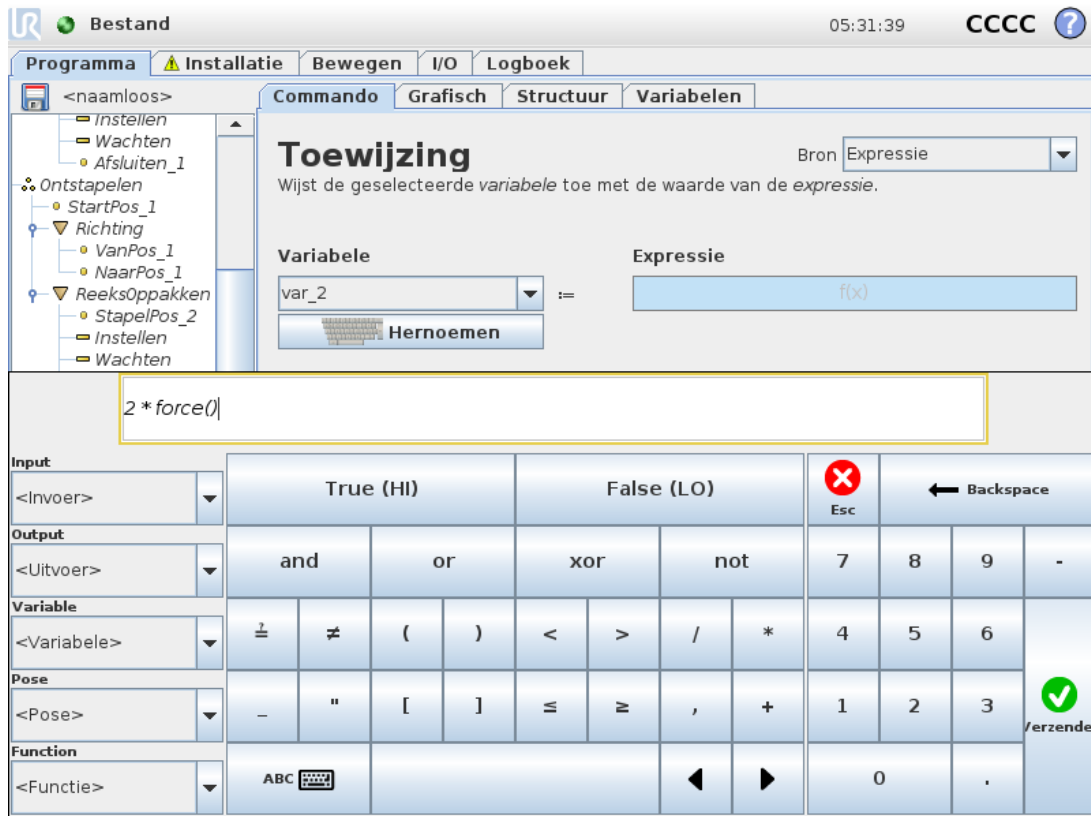 UR Bestand 05:31:39 CCCC ?
Programma Installatie Bewegen I/O Logboek
<naamloos> Commando Grafisch Structuur Variabelen
Instellen
Wachten
Afsluiten_1
Ontstapelen
StartPos_1
Richting
VanPos_1
NaarPos_1
ReeksOppakken
StapelPos_2
Instellen
Wachten
Toewijzing Bron Expressie
Wijst de geselecteerde variabele toe met de waarde van de expressie.
Variabele Expressie
var_2 := f(x)
Hernoemen
2 * force()
Input
<Invoer> True (HI) False (LO) Esc Backspace
Output
<Uitvoer> and or xor not 7 8 9 -
Variable
<Variabele> ≟ ≠ ( ) < > / * 4 5 6
Pose
<Pose> _ " [ ] ≤ ≥ , + 1 2 3 Verzende
Function
<Functie> ABC 0 .